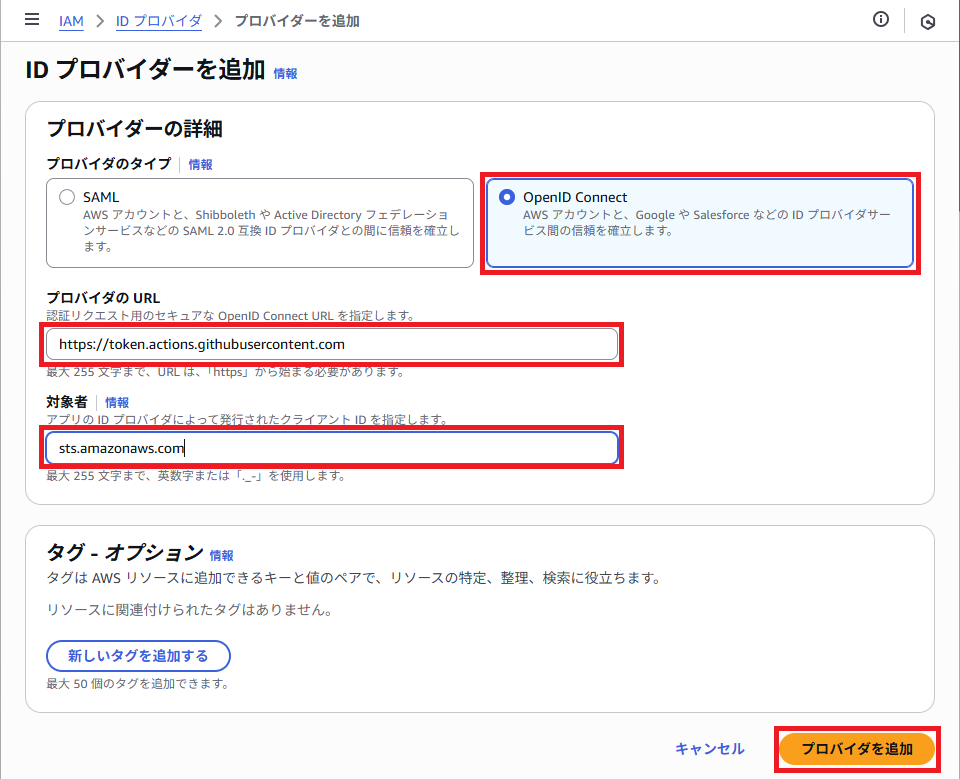 IAM > ID プロバイダ > プロバイダーを追加
ID プロバイダーを追加 情報
プロバイダーの詳細
プロバイダのタイプ | 情報
SAML
AWS アカウントと、Shibboleth や Active Directory フェデレーショ
ンサービスなどの SAML 2.0 互換 ID プロバイダとの間に信頼を確立し
ます。
OpenID Connect
AWS アカウントと、Google や Salesforce などの ID プロバイダサー
ビス間の信頼を確立します。
プロバイダの URL
認証リクエスト用のセキュアな OpenID Connect URL を指定します。
https://token.actions.githubusercontent.com
最大 255 文字まで、URL は、「https」から始まる必要があります。
対象者 | 情報
アプリの ID プロバイダによって発行されたクライアント ID を指定します。
sts.amazonaws.com
最大 255 文字まで、英数字または「._-」を使用します。
タグ - オプション 情報
タグは AWS リソースに追加できるキーと値のペアで、リソースの特定、整理、検索に役立ちます。
リソースに関連付けられたタグはありません。
新しいタグを追加する
最大 50 個のタグを追加できます。
キャンセル
プロバイダを追加